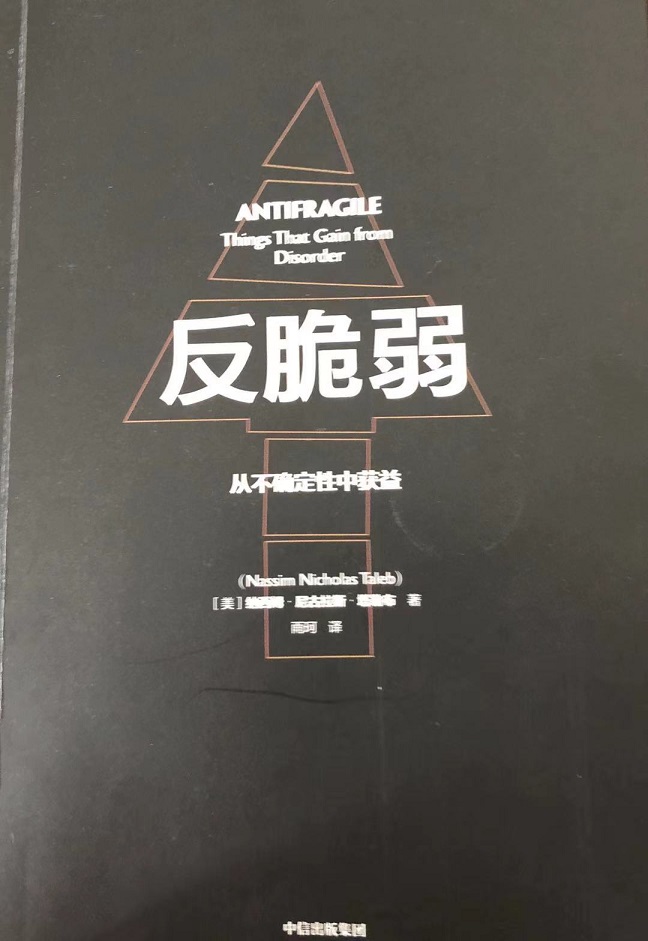 ANTIFRAGILE
Things That Gain from
Disorder
反脆弱
从不确定性中获益
(Nassim Nicholas Taleb)
[美]纳西姆·尼古拉斯·塔勒布 著
雨珂 译
中信出版集团